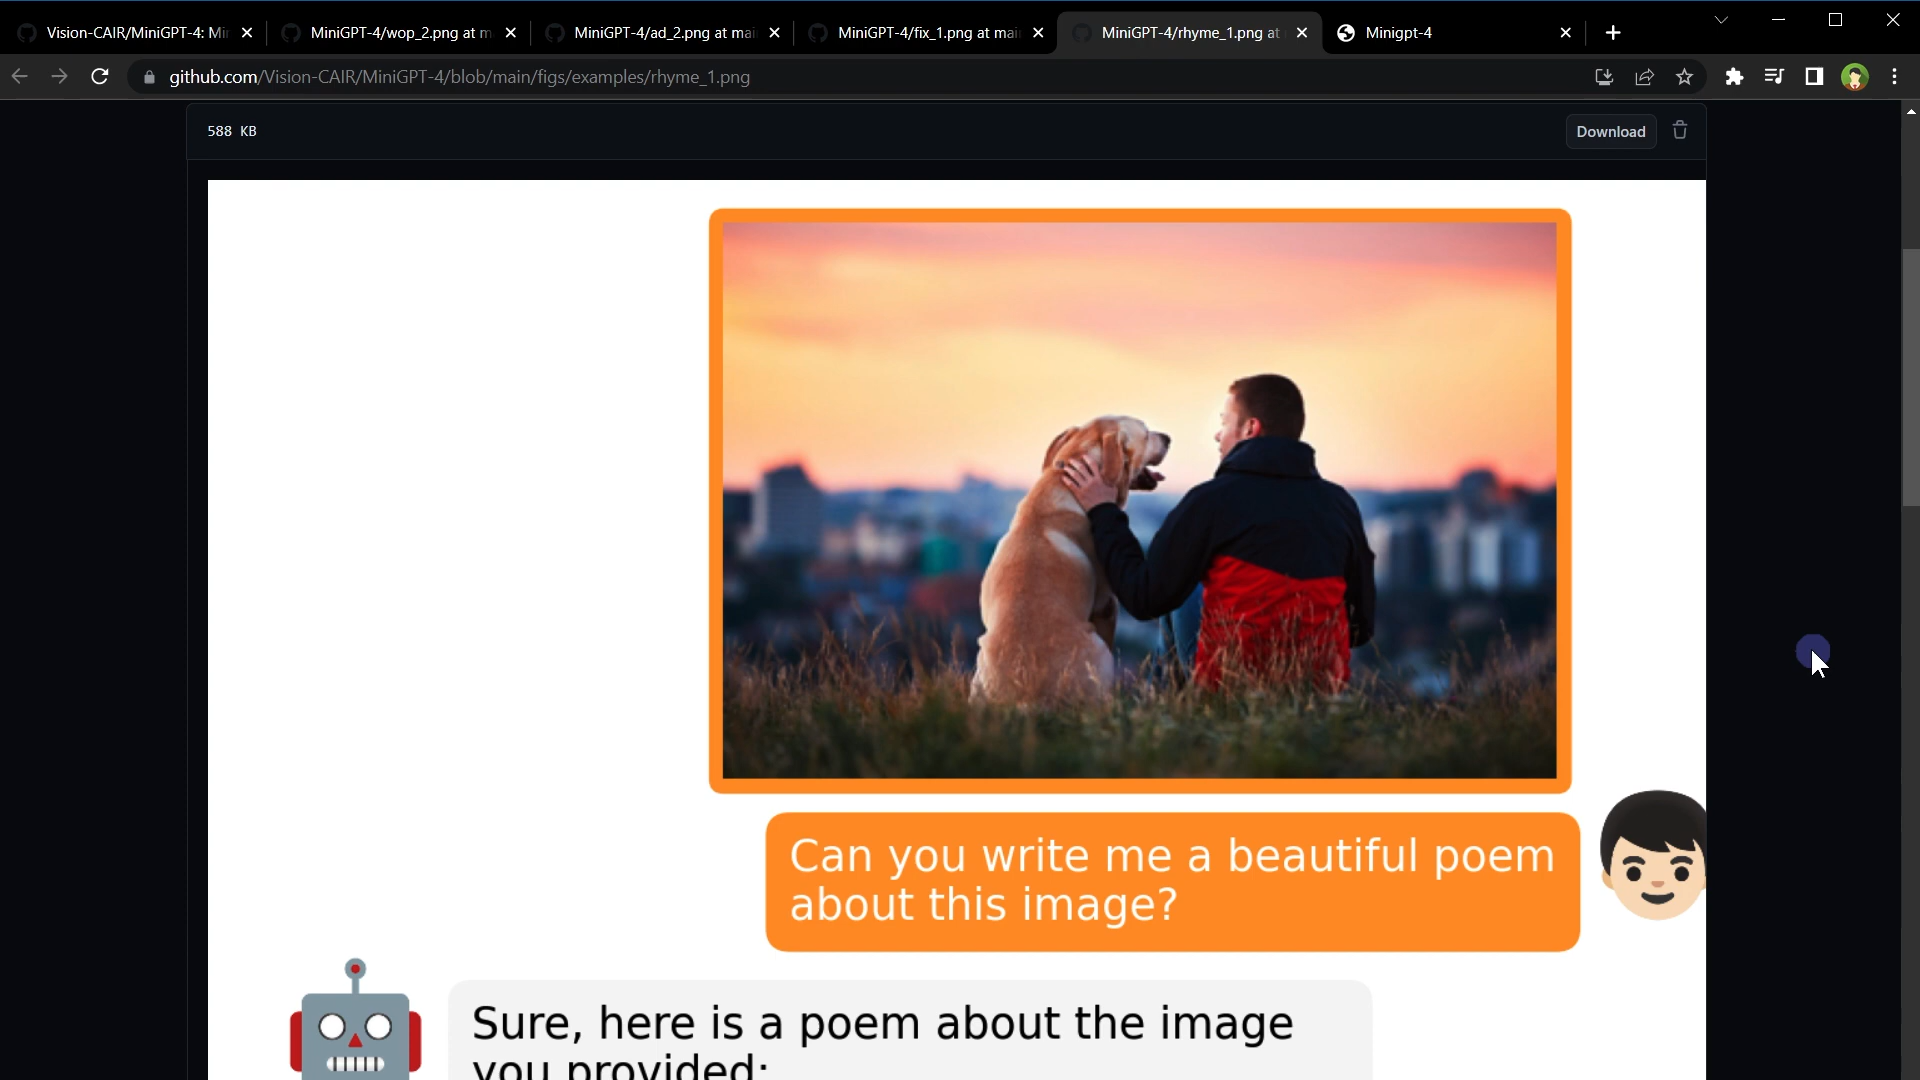 Vision-CAIR/MiniGPT-4: Mi
MiniGPT-4/wop_2.png at m
MiniGPT-4/ad_2.png at mai
MiniGPT-4/fix_1.png at mai
MiniGPT-4/rhyme_1.png at
Minigpt-4
github.com/Vision-CAIR/MiniGPT-4/blob/main/figs/examples/rhyme_1.png
588 KB
Download
Can you write me a beautiful poem
about this image?
Sure, here is a poem about the image
you provided: